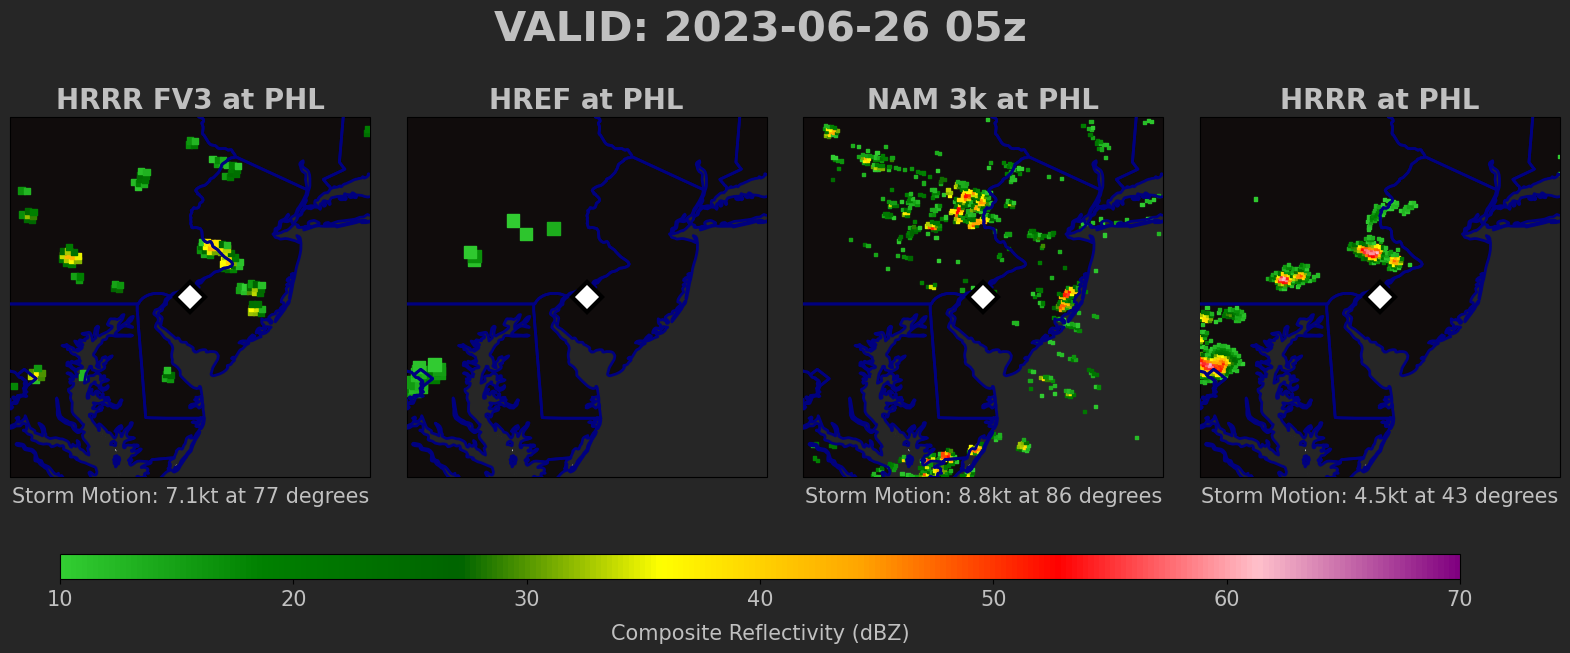 VALID: 2023-06-26 05z
HRRR FV3 at PHL
HREF at PHL
NAM 3k at PHL
HRRR at PHL
Storm Motion: 7.1kt at 77 degrees
Storm Motion: 8.8kt at 86 degrees
Storm Motion: 4.5kt at 43 degrees
10 20 30 40 50 60 70
Composite Reflectivity (dBZ)